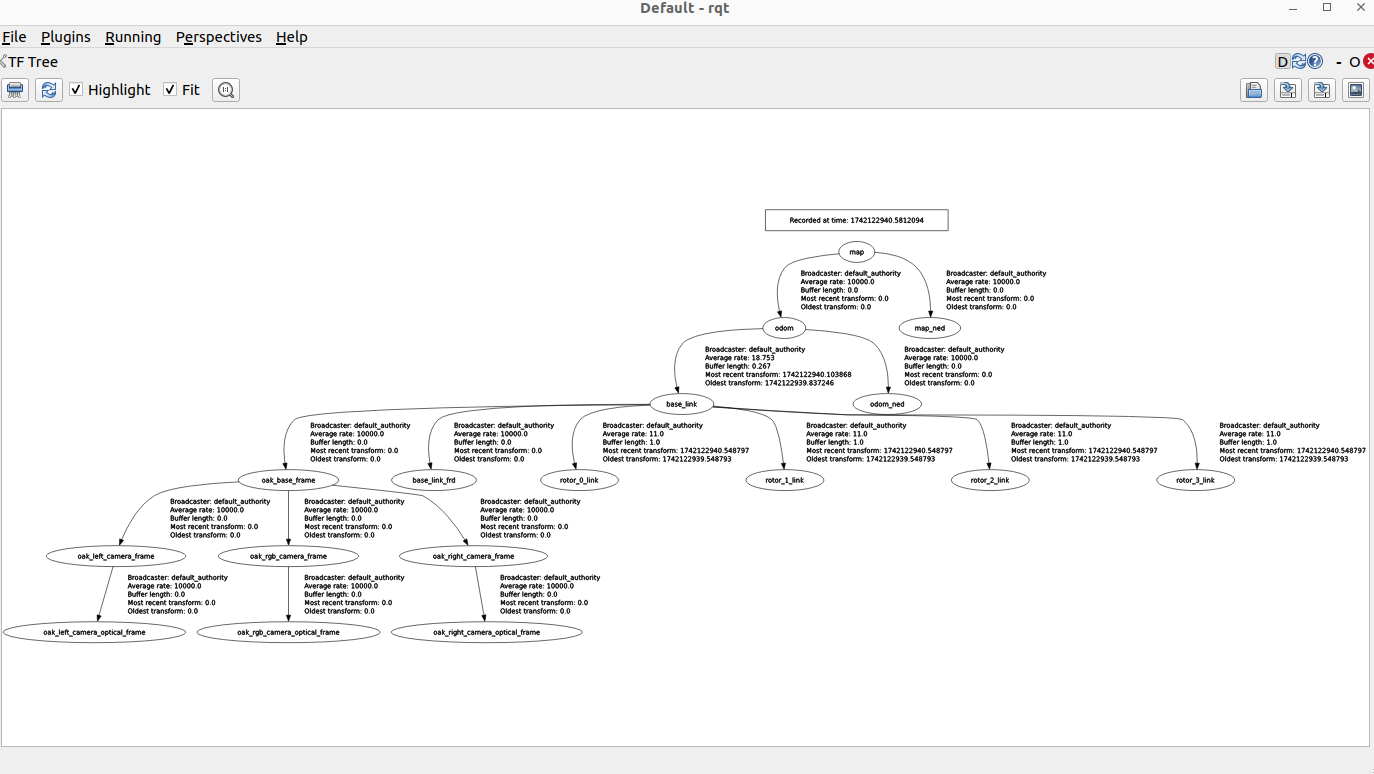 Default - rqt
File Plugins Running Perspectives Help
TF Tree
D
- O
Highlight
Fit
Recorded at time: 1742122940.5812094
map
Broadcaster: default_authority
Average rate: 10000.0
Buffer length: 0.0
Most recent transform: 0.0
Oldest transform: 0.0
Broadcaster: default_authority
Average rate: 10000.0
Buffer length: 0.0
Most recent transform: 0.0
Oldest transform: 0.0
odom
map_ned
Broadcaster: default_authority
Average rate: 18.753
Buffer length: 0.267
Most recent transform: 1742122940.103868
Oldest transform: 1742122939.837246
Broadcaster: default_authority
Average rate: 10000.0
Buffer length: 0.0
Most recent transform: 0.0
Oldest transform: 0.0
base_link
odom_ned
Broadcaster: default_authority
Average rate: 10000.0
Buffer length: 0.0
Most recent transform: 0.0
Oldest transform: 0.0
Broadcaster: default_authority
Average rate: 10000.0
Buffer length: 0.0
Most recent transform: 0.0
Oldest transform: 0.0
Broadcaster: default_authority
Average rate: 11.0
Buffer length: 1.0
Most recent transform: 1742122940.548797
Oldest transform: 1742122939.548793
Broadcaster: default_authority
Average rate: 11.0
Buffer length: 1.0
Most recent transform: 1742122940.548797
Oldest transform: 1742122939.548793
Broadcaster: default_authority
Average rate: 11.0
Buffer length: 1.0
Most recent transform: 1742122940.548797
Oldest transform: 1742122939.548793
Broadcaster: default_authority
Average rate: 11.0
Buffer length: 1.0
Most recent transform: 1742122940.548797
Oldest transform: 1742122939.548793
oak_base_frame
base_link_frd
rotor_0_link
rotor_1_link
rotor_2_link
rotor_3_link
Broadcaster: default_authority
Average rate: 10000.0
Buffer length: 0.0
Most recent transform: 0.0
Oldest transform: 0.0
Broadcaster: default_authority
Average rate: 10000.0
Buffer length: 0.0
Most recent transform: 0.0
Oldest transform: 0.0
Broadcaster: default_authority
Average rate: 10000.0
Buffer length: 0.0
Most recent transform: 0.0
Oldest transform: 0.0
oak_left_camera_frame
oak_rgb_camera_frame
oak_right_camera_frame
Broadcaster: default_authority
Average rate: 10000.0
Buffer length: 0.0
Most recent transform: 0.0
Oldest transform: 0.0
Broadcaster: default_authority
Average rate: 10000.0
Buffer length: 0.0
Most recent transform: 0.0
Oldest transform: 0.0
Broadcaster: default_authority
Average rate: 10000.0
Buffer length: 0.0
Most recent transform: 0.0
Oldest transform: 0.0
oak_left_camera_optical_frame
oak_rgb_camera_optical_frame
oak_right_camera_optical_frame